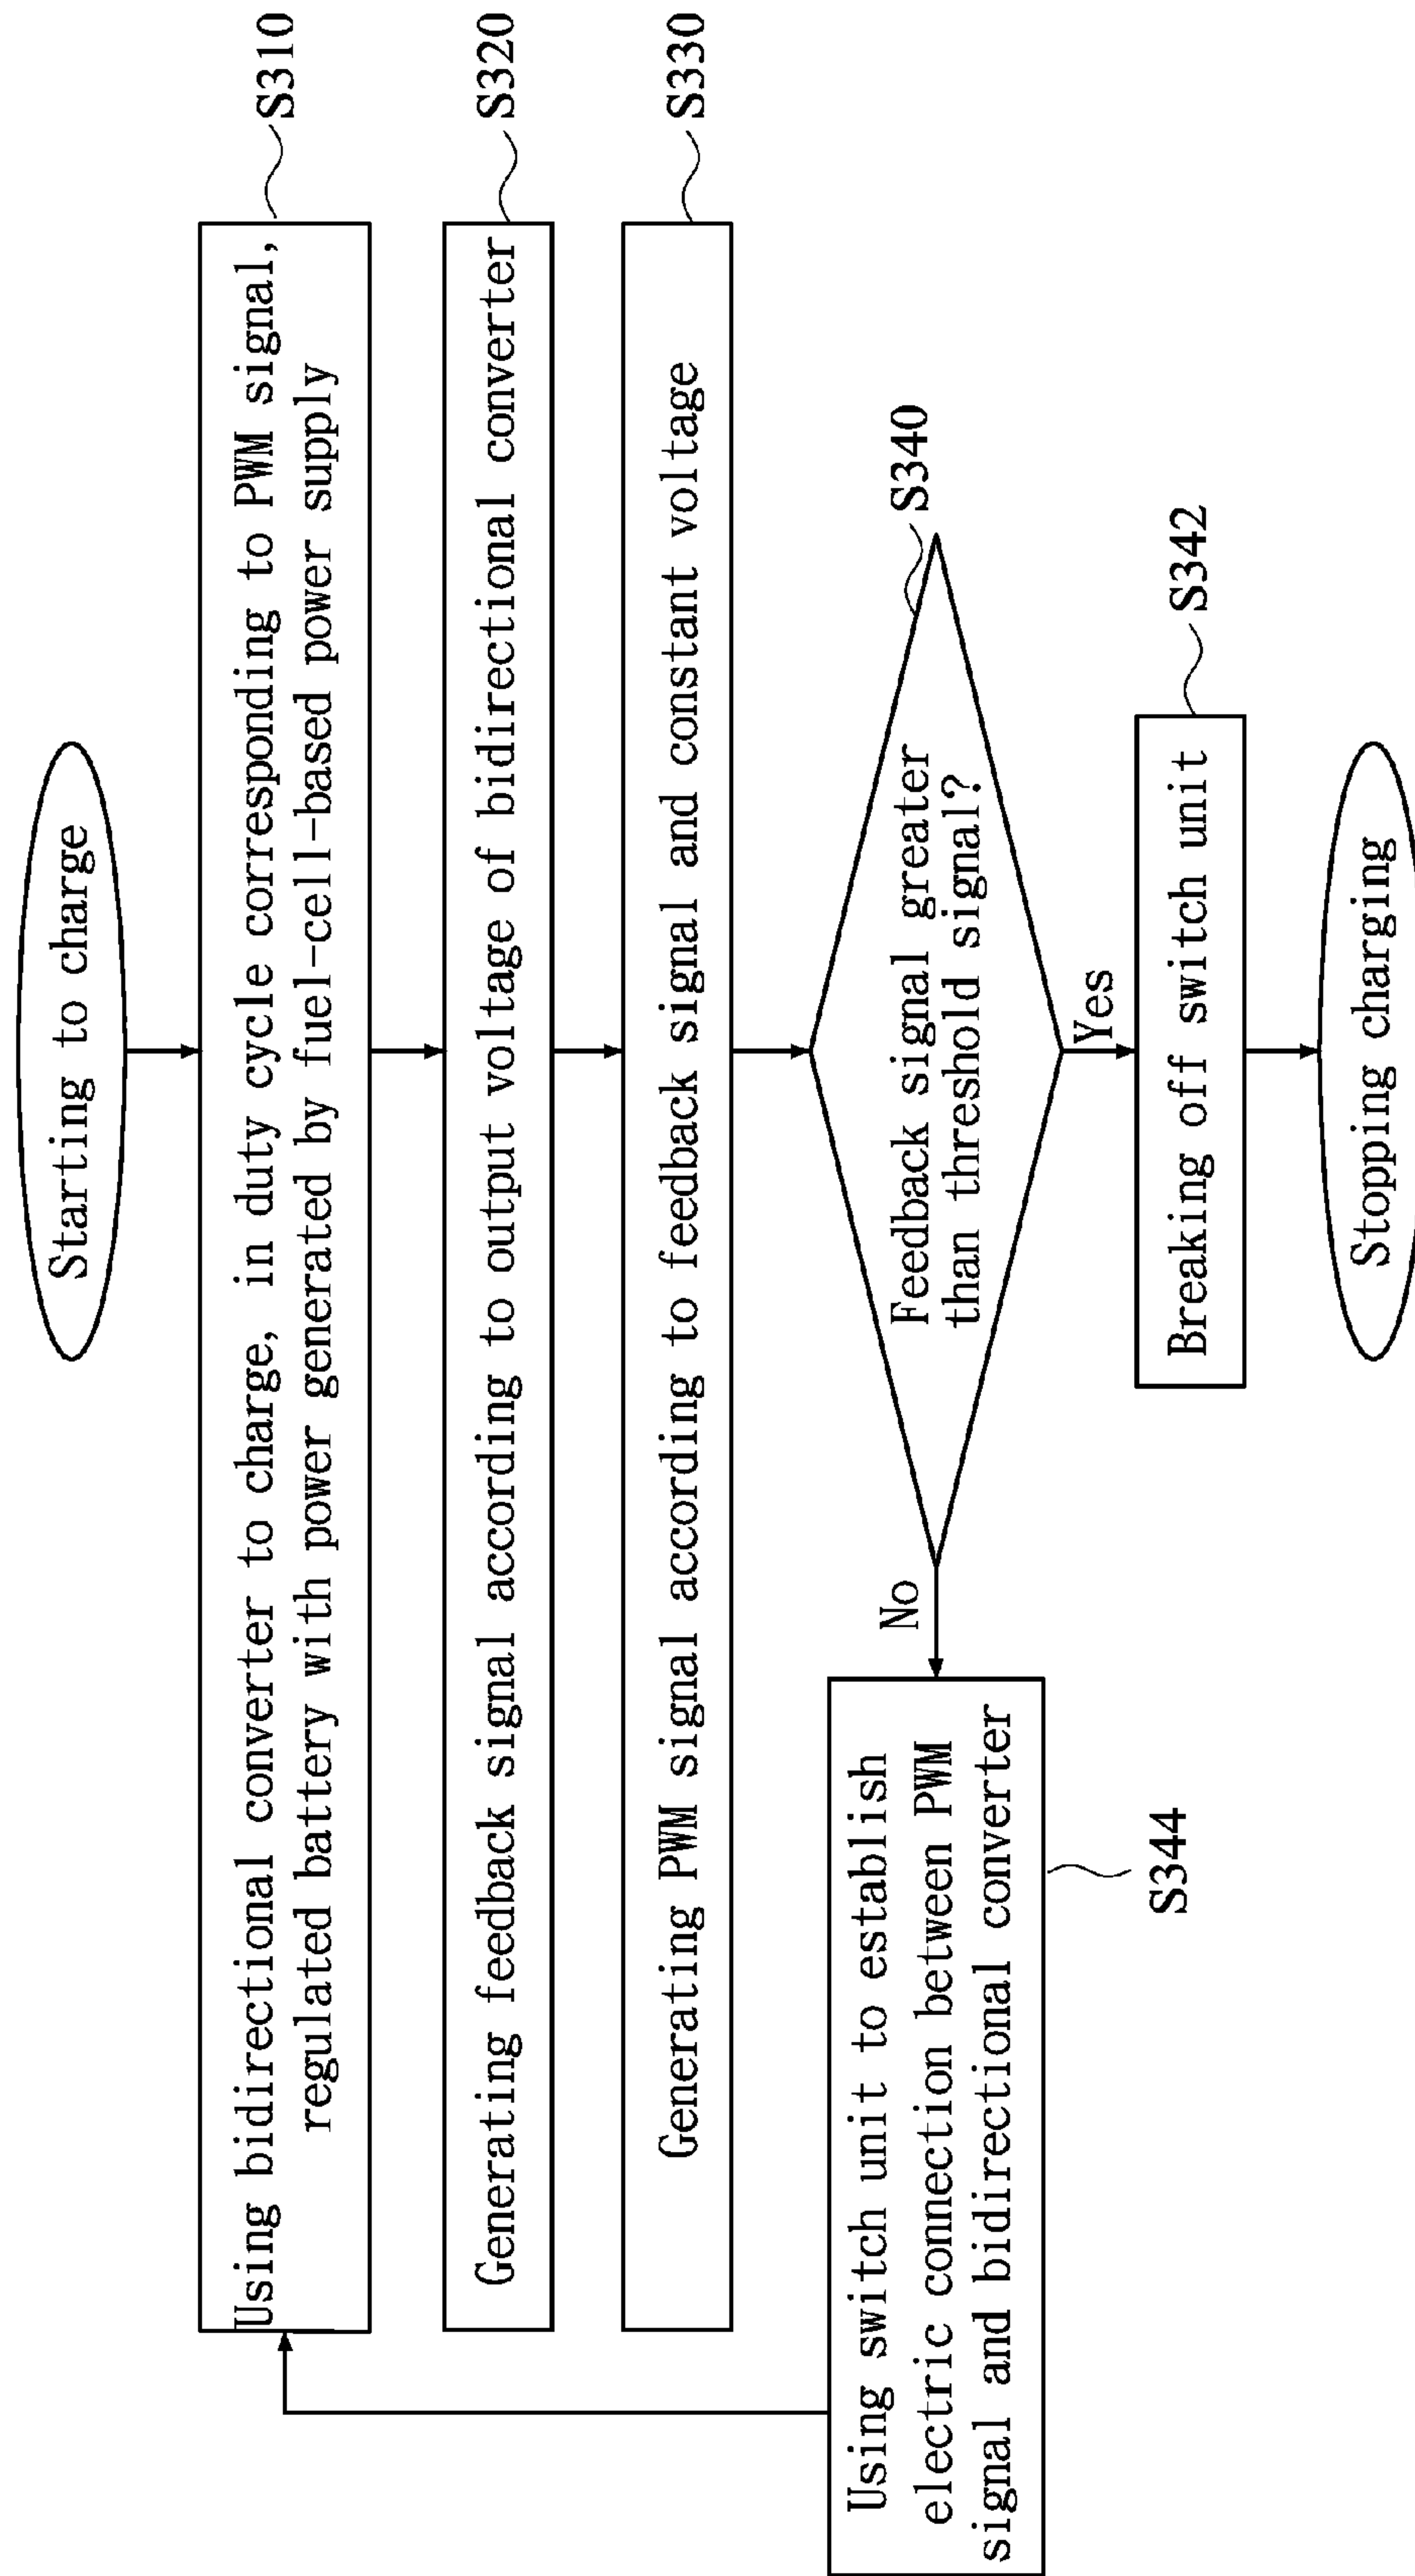 Starting to charge
Using bidirectional converter to charge, in duty cycle corresponding to PWM signal,
regulated battery with power generated by fuel-cell-based power supply
S310
Generating feedback signal according to output voltage of bidirectional converter
S320
Generating PWM signal according to feedback signal and constant voltage
S330
Feedback signal greater
than threshold signal?
S340
No
Yes
Using switch unit to establish
electric connection between PWM
signal and bidirectional converter
S344
Breaking off switch unit
S342
Stopping charging